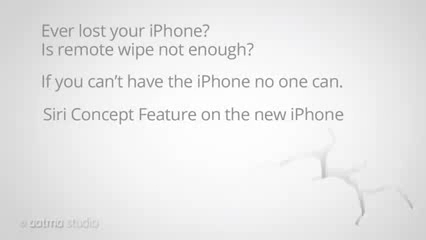 Ever lost your iPhone?
Is remote wipe not enough?
If you can’t have the iPhone no one can.
Siri Concept Feature on the new iPhone
© aatma studio